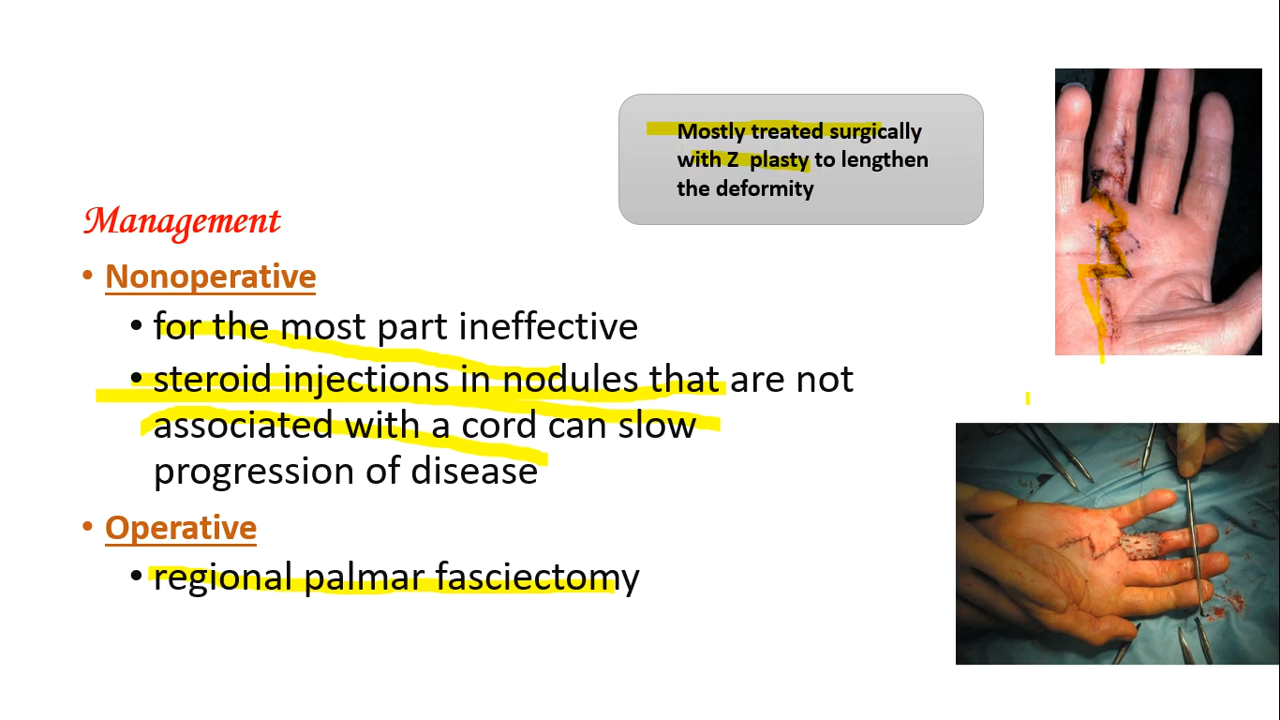 Mostly treated surgically
with Z plasty to lengthen
the deformity
Management
• Nonoperative
• for the most part ineffective
• steroid injections in nodules that are not
associated with a cord can slow
progression of disease
• Operative
• regional palmar fasciectomy